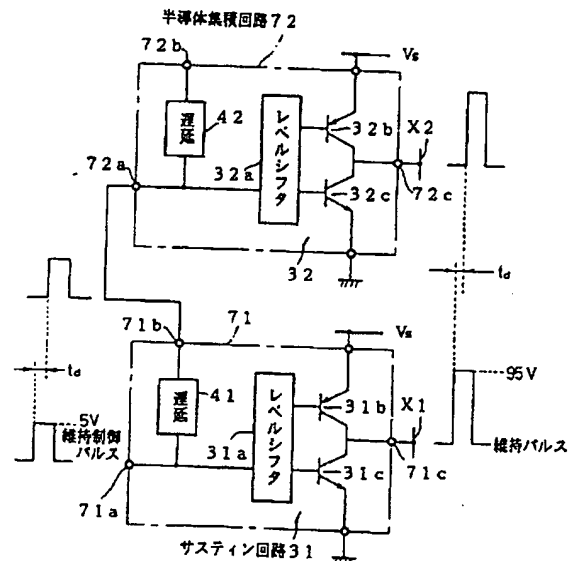 半導体集積回路72
72b
Vs
遅延
42
レベルシフタ
32b
X2
72a
32a
32c
72c
32
td
71b
71
td
Vs
95V
遅延
41
レベルシフタ
31b
X1
5V
維持制御
パルス
31a
31c
71c
維持パルス
71a
サスティン回路31